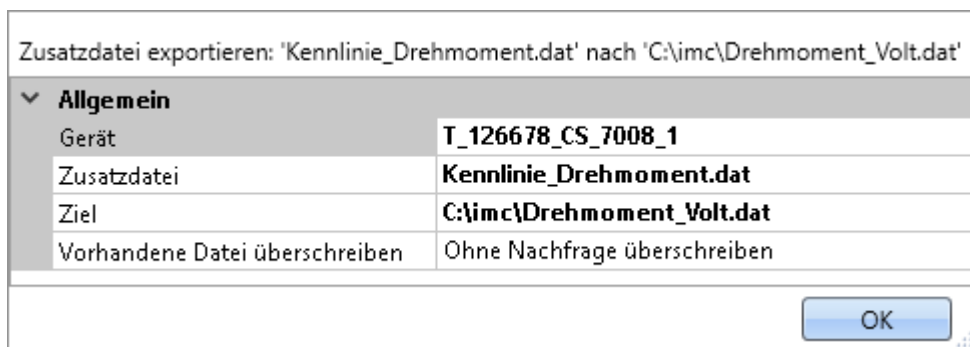 Zusatzdatei exportieren: 'Kennlinie_Drehmoment.dat' nach 'C:\imc\Drehmoment_Volt.dat'
Allgemein
Gerät T_126678_CS_7008_1
Zusatzdatei Kennlinie_Drehmoment.dat
Ziel C:\imc\Drehmoment_Volt.dat
Vorhandene Datei überschreiben Ohne Nachfrage überschreiben
OK